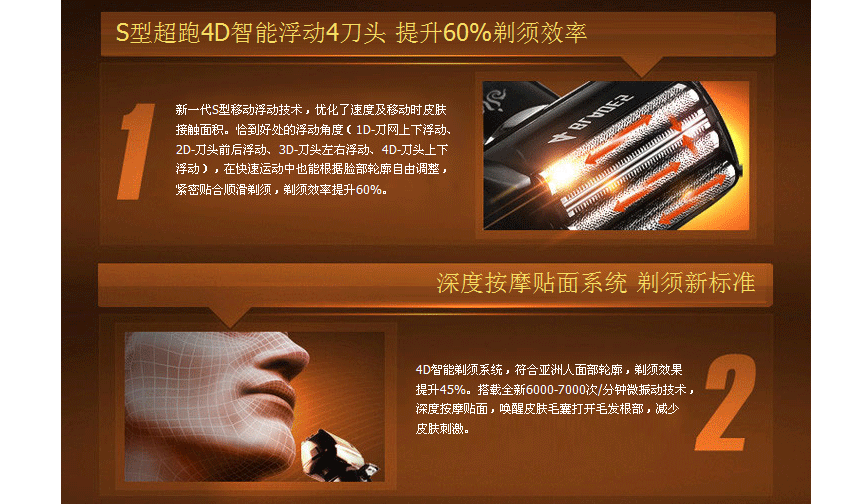 S型超跑4D智能浮动4刀头 提升60%剃须效率
1
新一代S型移动浮动技术，优化了速度及移动时皮肤
接触面积。恰到好处的浮动角度（1D-刀网上下浮动、
2D-刀头前后浮动、3D-刀头左右浮动、4D-刀头上下
浮动），在快速运动中也能根据脸部轮廓自由调整，
紧密贴合顺滑剃须，剃须效率提升60%。
4 BLADES
深度按摩贴面系统 剃须新标准
4D智能剃须系统，符合亚洲人面部轮廓，剃须效果
提升45%。搭载全新6000-7000次/分钟微振动技术，
深度按摩贴面，唤醒皮肤毛囊打开毛发根部，减少
皮肤刺激。
2